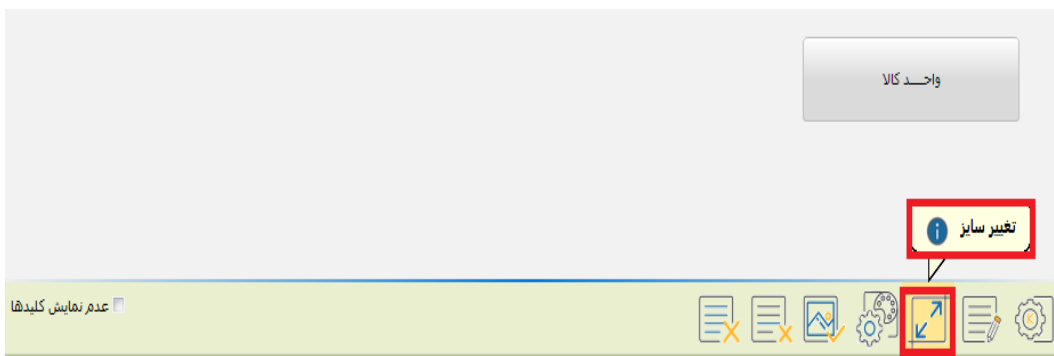 واحـــد کالا
تغییر سایز
عدم نمایش کلیدها